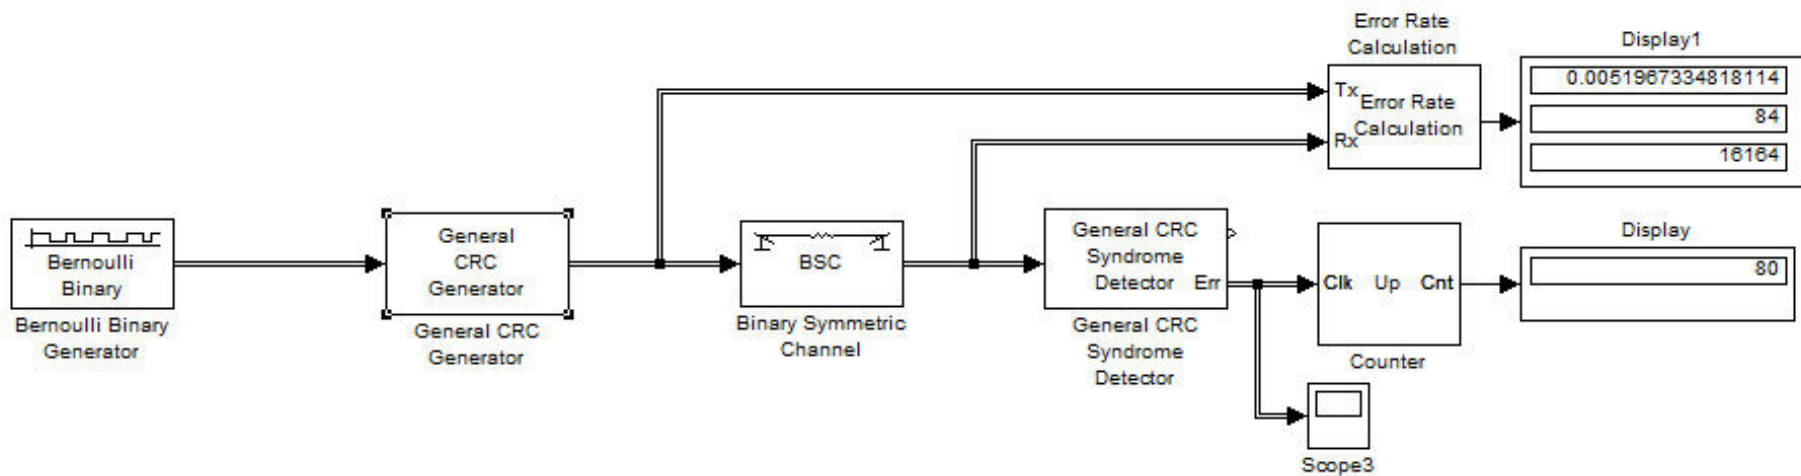 Error Rate
Calculation
Display1
Tx
Error Rate
Calculation
Rx
0.0051967334818114
84
16164
Bernoulli
Binary
Bernoulli Binary
Generator
General
CRC
Generator
General CRC
Generator
BSC
Binary Symmetric
Channel
General CRC
Syndrome
Detector
Err
General CRC
Syndrome
Detector
Clk
Up
Cnt
Counter
Display
80
Scope3